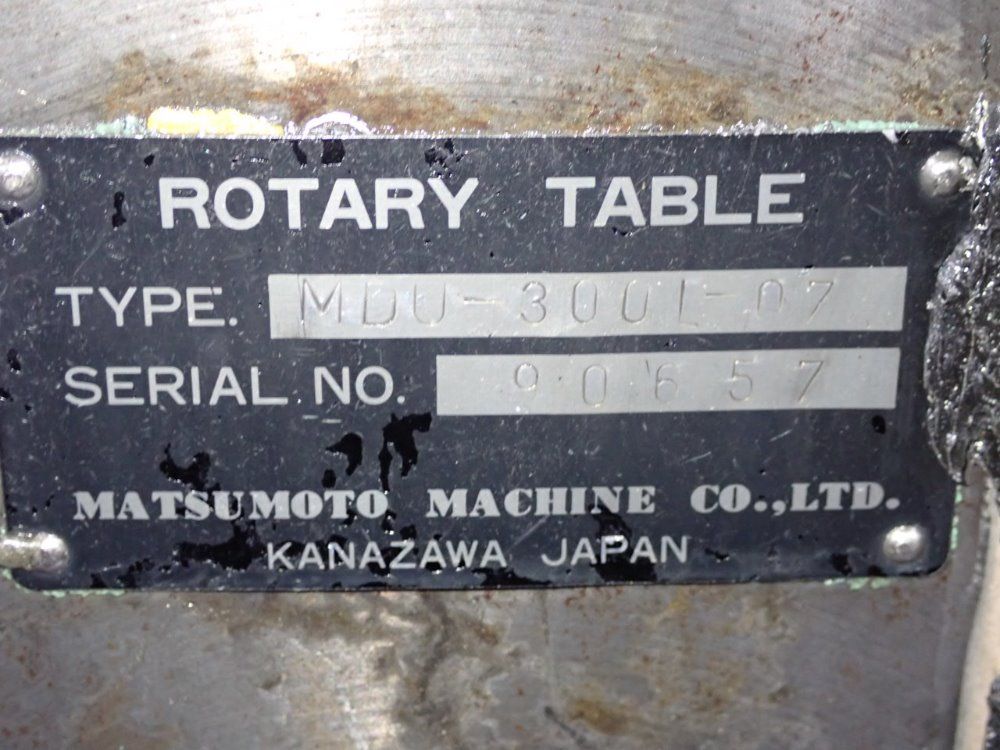 ROTARY TABLE
TYPE. MDU-300L-07
SERIAL NO. 90657
MATSUMOTO MACHINE CO.,LTD.
KANAZAWA JAPAN